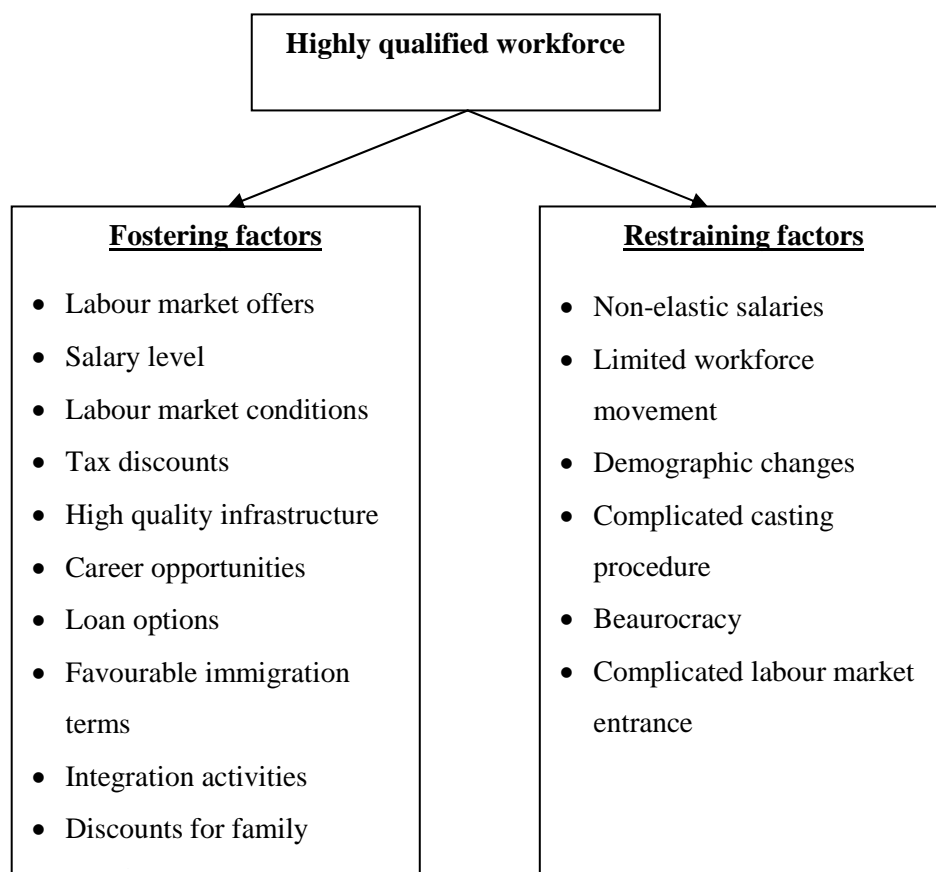 Highly qualified workforce
Fostering factors
• Labour market offers
• Salary level
• Labour market conditions
• Tax discounts
• High quality infrastructure
• Career opportunities
• Loan options
• Favourable immigration
terms
• Integration activities
• Discounts for family
Restraining factors
• Non-elastic salaries
• Limited workforce
movement
• Demographic changes
• Complicated casting
procedure
• Beaurocracy
• Complicated labour market
entrance